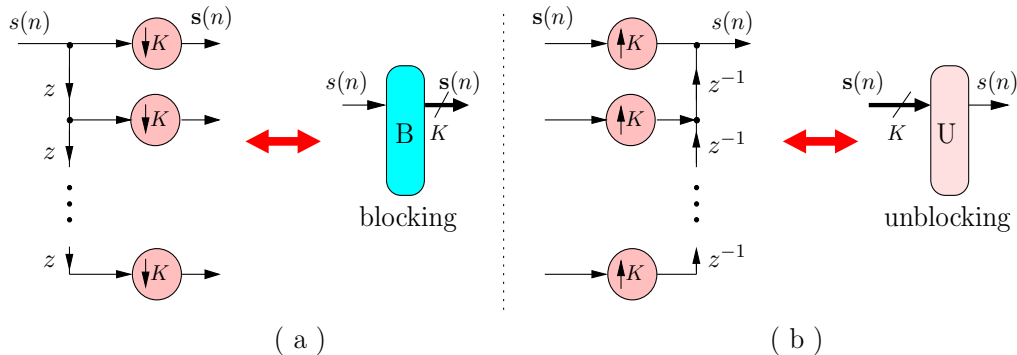 s(n)
s(n)
↓K
z
↓K
z
z
↓K
s(n)
s(n)
B
K
blocking
( a )
s(n)
s(n)
↑K
z⁻¹
↑K
z⁻¹
↑K
z⁻¹
s(n)
s(n)
K
U
unblocking
( b )